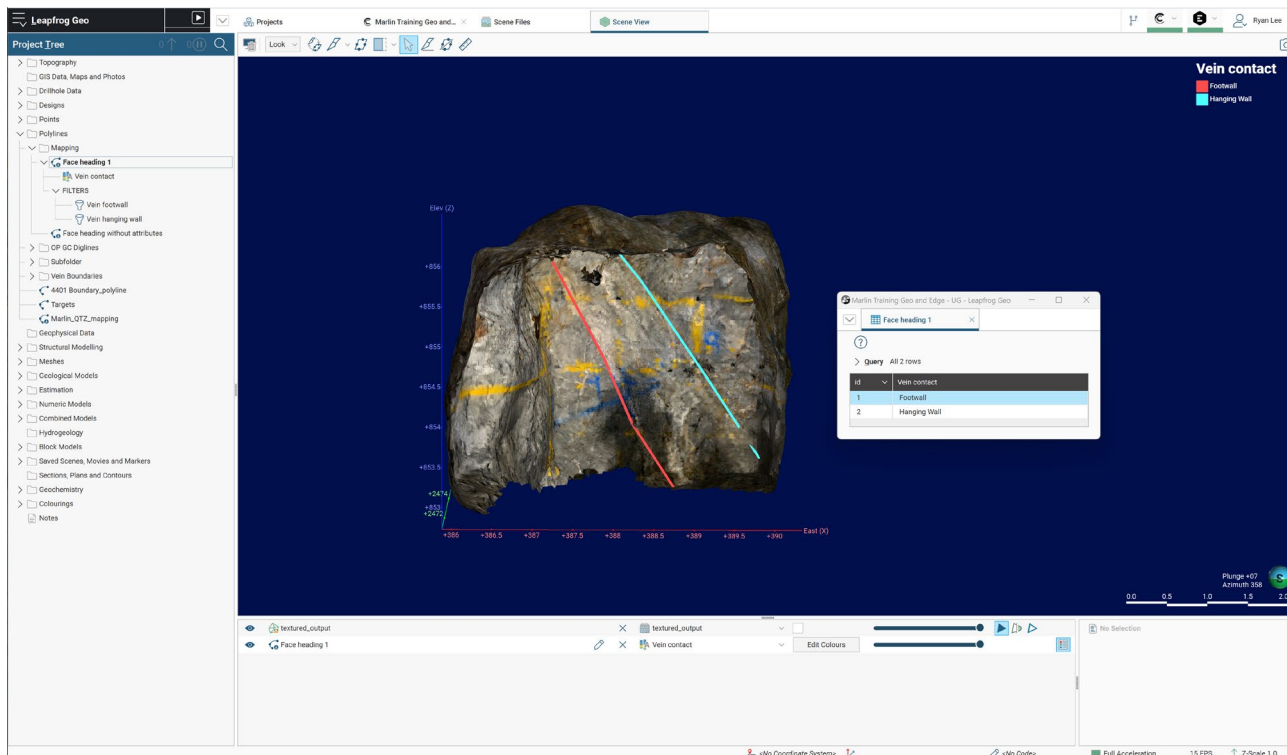 Leapfrog Geo
Projects
Marlin Training Geo and...
Scene Files
Scene View
Ryan Lee
Project Tree
0
0
Look
Topography
GIS Data, Maps and Photos
Drillhole Data
Designs
Points
Polylines
Mapping
Face heading 1
Vein contact
FILTERS
Vein footwall
Vein hanging wall
Face heading without attributes
OP GC Diglines
Subfolder
Vein Boundaries
4401 Boundary_polyline
Targets
Marlin_QTZ_mapping
Geophysical Data
Structural Modelling
Meshes
Geological Models
Estimation
Numeric Models
Combined Models
Hydrogeology
Block Models
Saved Scenes, Movies and Markers
Sections, Plans and Contours
Geochemistry
Colourings
Notes
Vein contact
Footwall
Hanging Wall
Elev (Z)
+856
+855.5
+855
+854.5
+854
+853.5
+853
+2474
+2472
+386 +386.5 +387 +387.5 +388 +388.5 +389 +389.5 +390
East (X)
Marlin Training Geo and Edge - UG - Leapfrog Geo
Face heading 1
Query All 2 rows
id Vein contact
1 Footwall
2 Hanging Wall
Plunge +07
Azimuth 358
S
0.0 0.5 1.0 1.5
textured_output textured_output
Face heading 1 Vein contact Edit Colours
No Selection
<No Coordinate System> <No Code> Full Acceleration 15 FPS Z-Scale 1.0